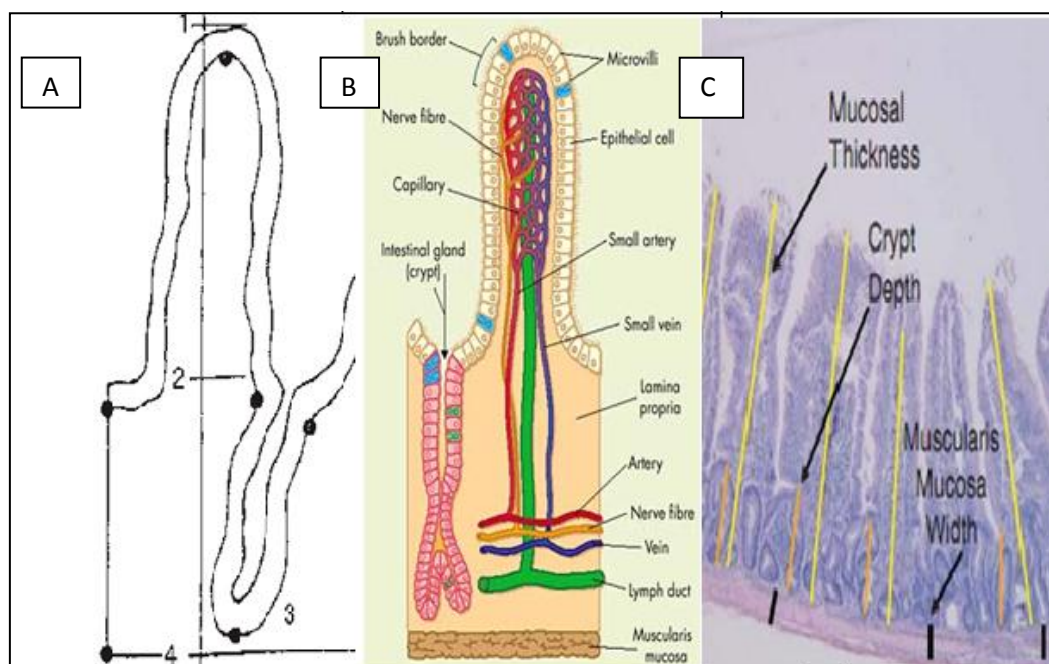 A
1
2
3
4
B
Brush border
Microvilli
Nerve fibre
Epithelial cell
Capillary
Small artery
Intestinal gland
(crypt)
Small vein
Lamina
propria
Artery
Nerve fibre
Vein
Lymph duct
Muscularis
mucosa
C
Mucosal
Thickness
Crypt
Depth
Muscularis
Mucosa
Width